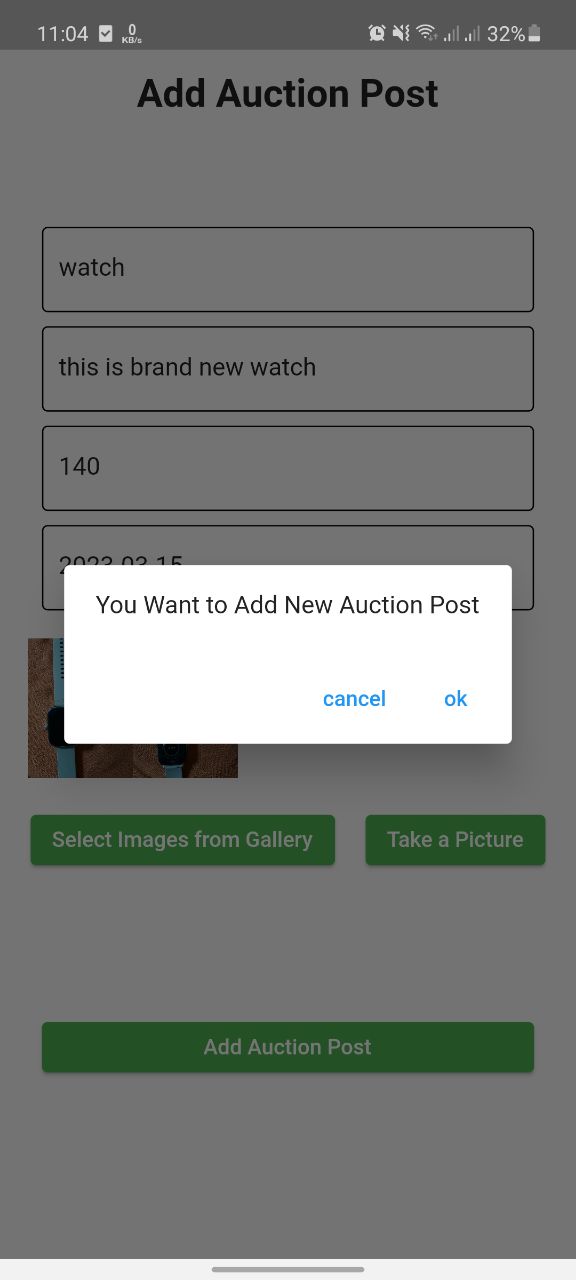 11:04 0 KB/s 32%
Add Auction Post
watch
this is brand new watch
140
2023-03-15
You Want to Add New Auction Post
cancel ok
Select Images from Gallery Take a Picture
Add Auction Post